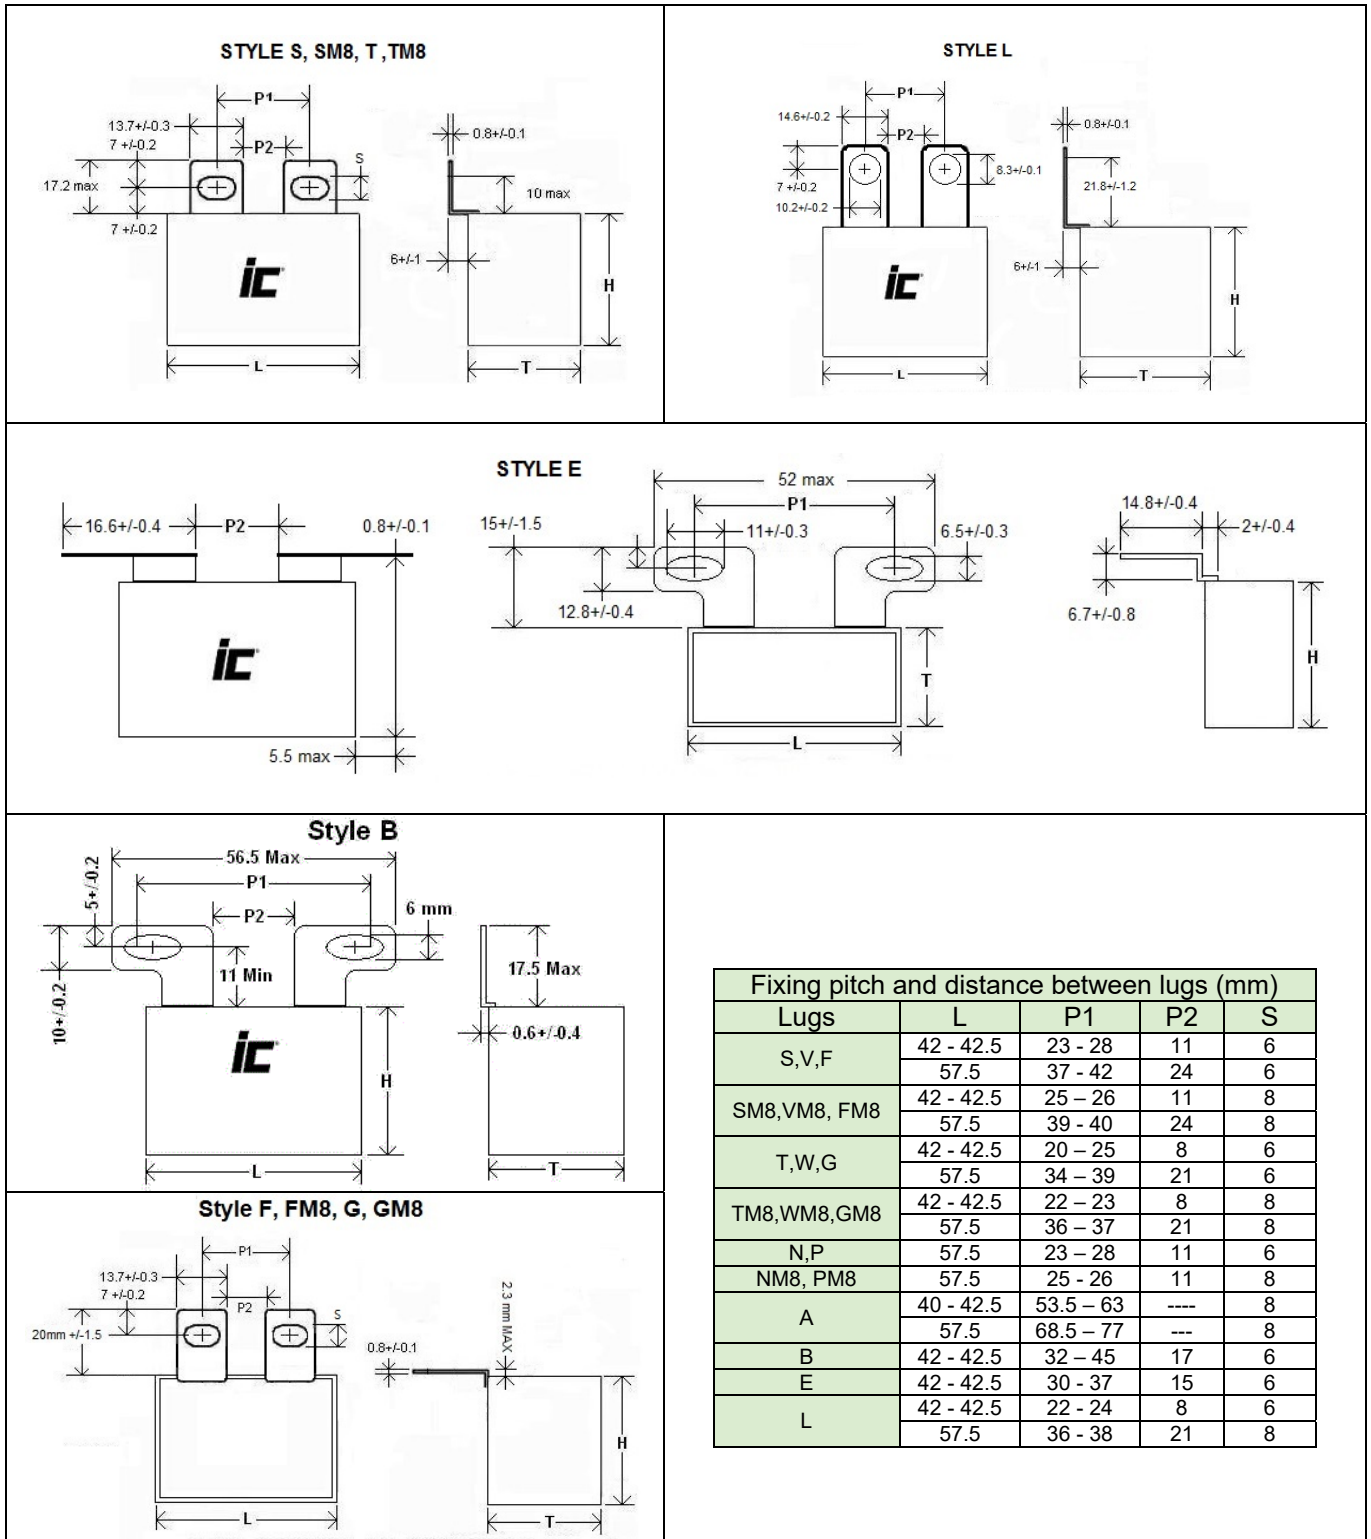 STYLE S, SM8, T ,TM8
P1
13.7+/-0.3
7 +/-0.2
P2
S
17.2 max
7 +/-0.2
0.8+/-0.1
10 max
6+/-1
ic
H
L
T
STYLE L
P1
14.6+/-0.2
P2
7 +/-0.2
10.2+/-0.2
8.3+/-0.1
0.8+/-0.1
21.8+/-1.2
6+/-1
ic
H
L
T
STYLE E
16.6+/-0.4
P2
0.8+/-0.1
ic
5.5 max
52 max
P1
15+/-1.5
11+/-0.3
6.5+/-0.3
12.8+/-0.4
T
L
14.8+/-0.4
2+/-0.4
6.7+/-0.8
H
Style B
56.5 Max
5+/-0.2
P1
P2
6 mm
11 Min
10+/-0.2
17.5 Max
0.6+/-0.4
ic
H
L
T
Style F, FM8, G, GM8
P1
13.7+/-0.3
7 +/-0.2
P2
S
20mm +/-1.5
2.3 mm MAX
0.8+/-0.1
H
L
T
Fixing pitch and distance between lugs (mm)
Lugs L P1 P2 S
S,V,F 42 - 42.5 23 - 28 11 6
57.5 37 - 42 24 6
SM8,VM8, FM8 42 - 42.5 25 – 26 11 8
57.5 39 - 40 24 8
T,W,G 42 - 42.5 20 – 25 8 6
57.5 34 – 39 21 6
TM8,WM8,GM8 42 - 42.5 22 – 23 8 8
57.5 36 – 37 21 8
N,P 57.5 23 – 28 11 6
NM8, PM8 57.5 25 - 26 11 8
A 40 - 42.5 53.5 – 63 ---- 8
57.5 68.5 – 77 --- 8
B 42 - 42.5 32 – 45 17 6
E 42 - 42.5 30 - 37 15 6
L 42 - 42.5 22 - 24 8 6
57.5 36 - 38 21 8